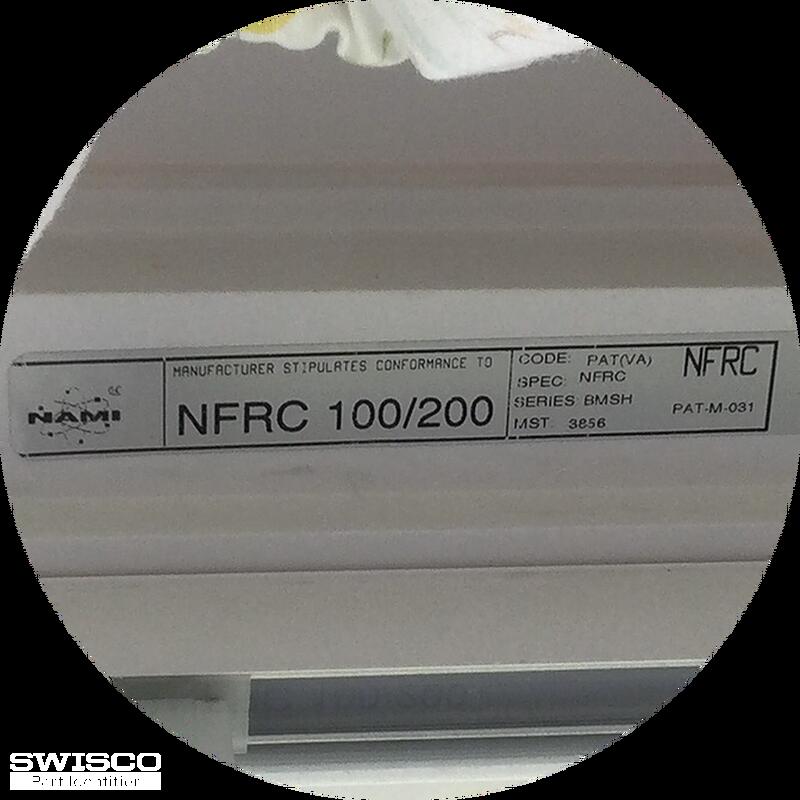 NAMI
MANUFACTURER STIPULATES CONFORMANCE TO
NFRC 100/200
CODE: PAT(VA)
SPEC: NFRC
SERIES: BMSH
MST: 3856
NFRC
PAT-M-031
SWISCO
Part Identifier